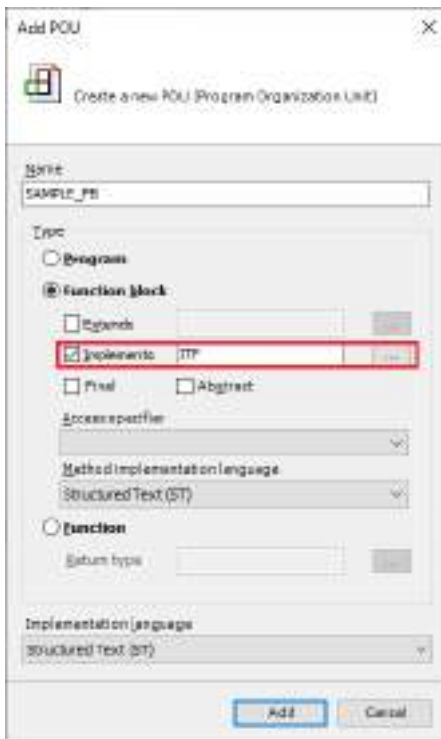 Add POU
Create a new POU (Program Organization Unit)
Name
SAMPLE_FB
Type
Program
Function block
Extends
...
Implements ITF ...
Final Abstract
Access specifier
Method implementation language
Structured Text (ST)
Function
Return type
...
Implementation language
Structured Text (ST)
Add Cancel